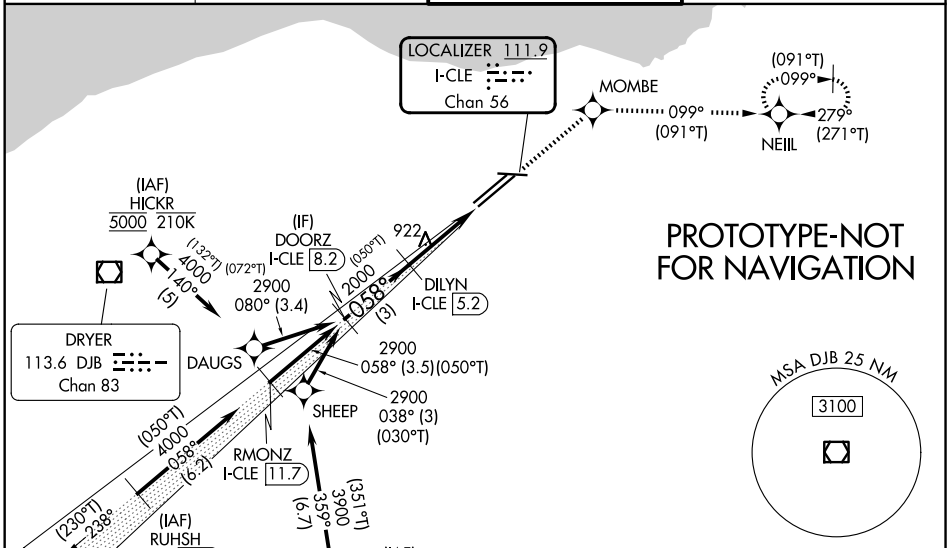 LOCALIZER 111.9
I-CLE
Chan 56
MOMBE
099°
(091°T)
(091°T)
099°
279°
(271°T)
NEIIL
(IAF)
HICKR
5000 210K
(132°T)
4000
140°
(5)
(IF)
DOORZ
I-CLE 8.2
(072°T)
2900
080° (3.4)
(050°T)
2000
058°
(3)
922
DILYN
I-CLE 5.2
PROTOTYPE-NOT
FOR NAVIGATION
DRYER
113.6 DJB
Chan 83
DAUGS
2900
058° (3.5)(050°T)
2900
038° (3)
(030°T)
SHEEP
MSA DJB 25 NM
3100
(050°T)
4000
058°
(6.2)
RMONZ
I-CLE 11.7
(351°T)
3900
359°
(6.7)
(230°T)
238°
(IAF)
RUHSH